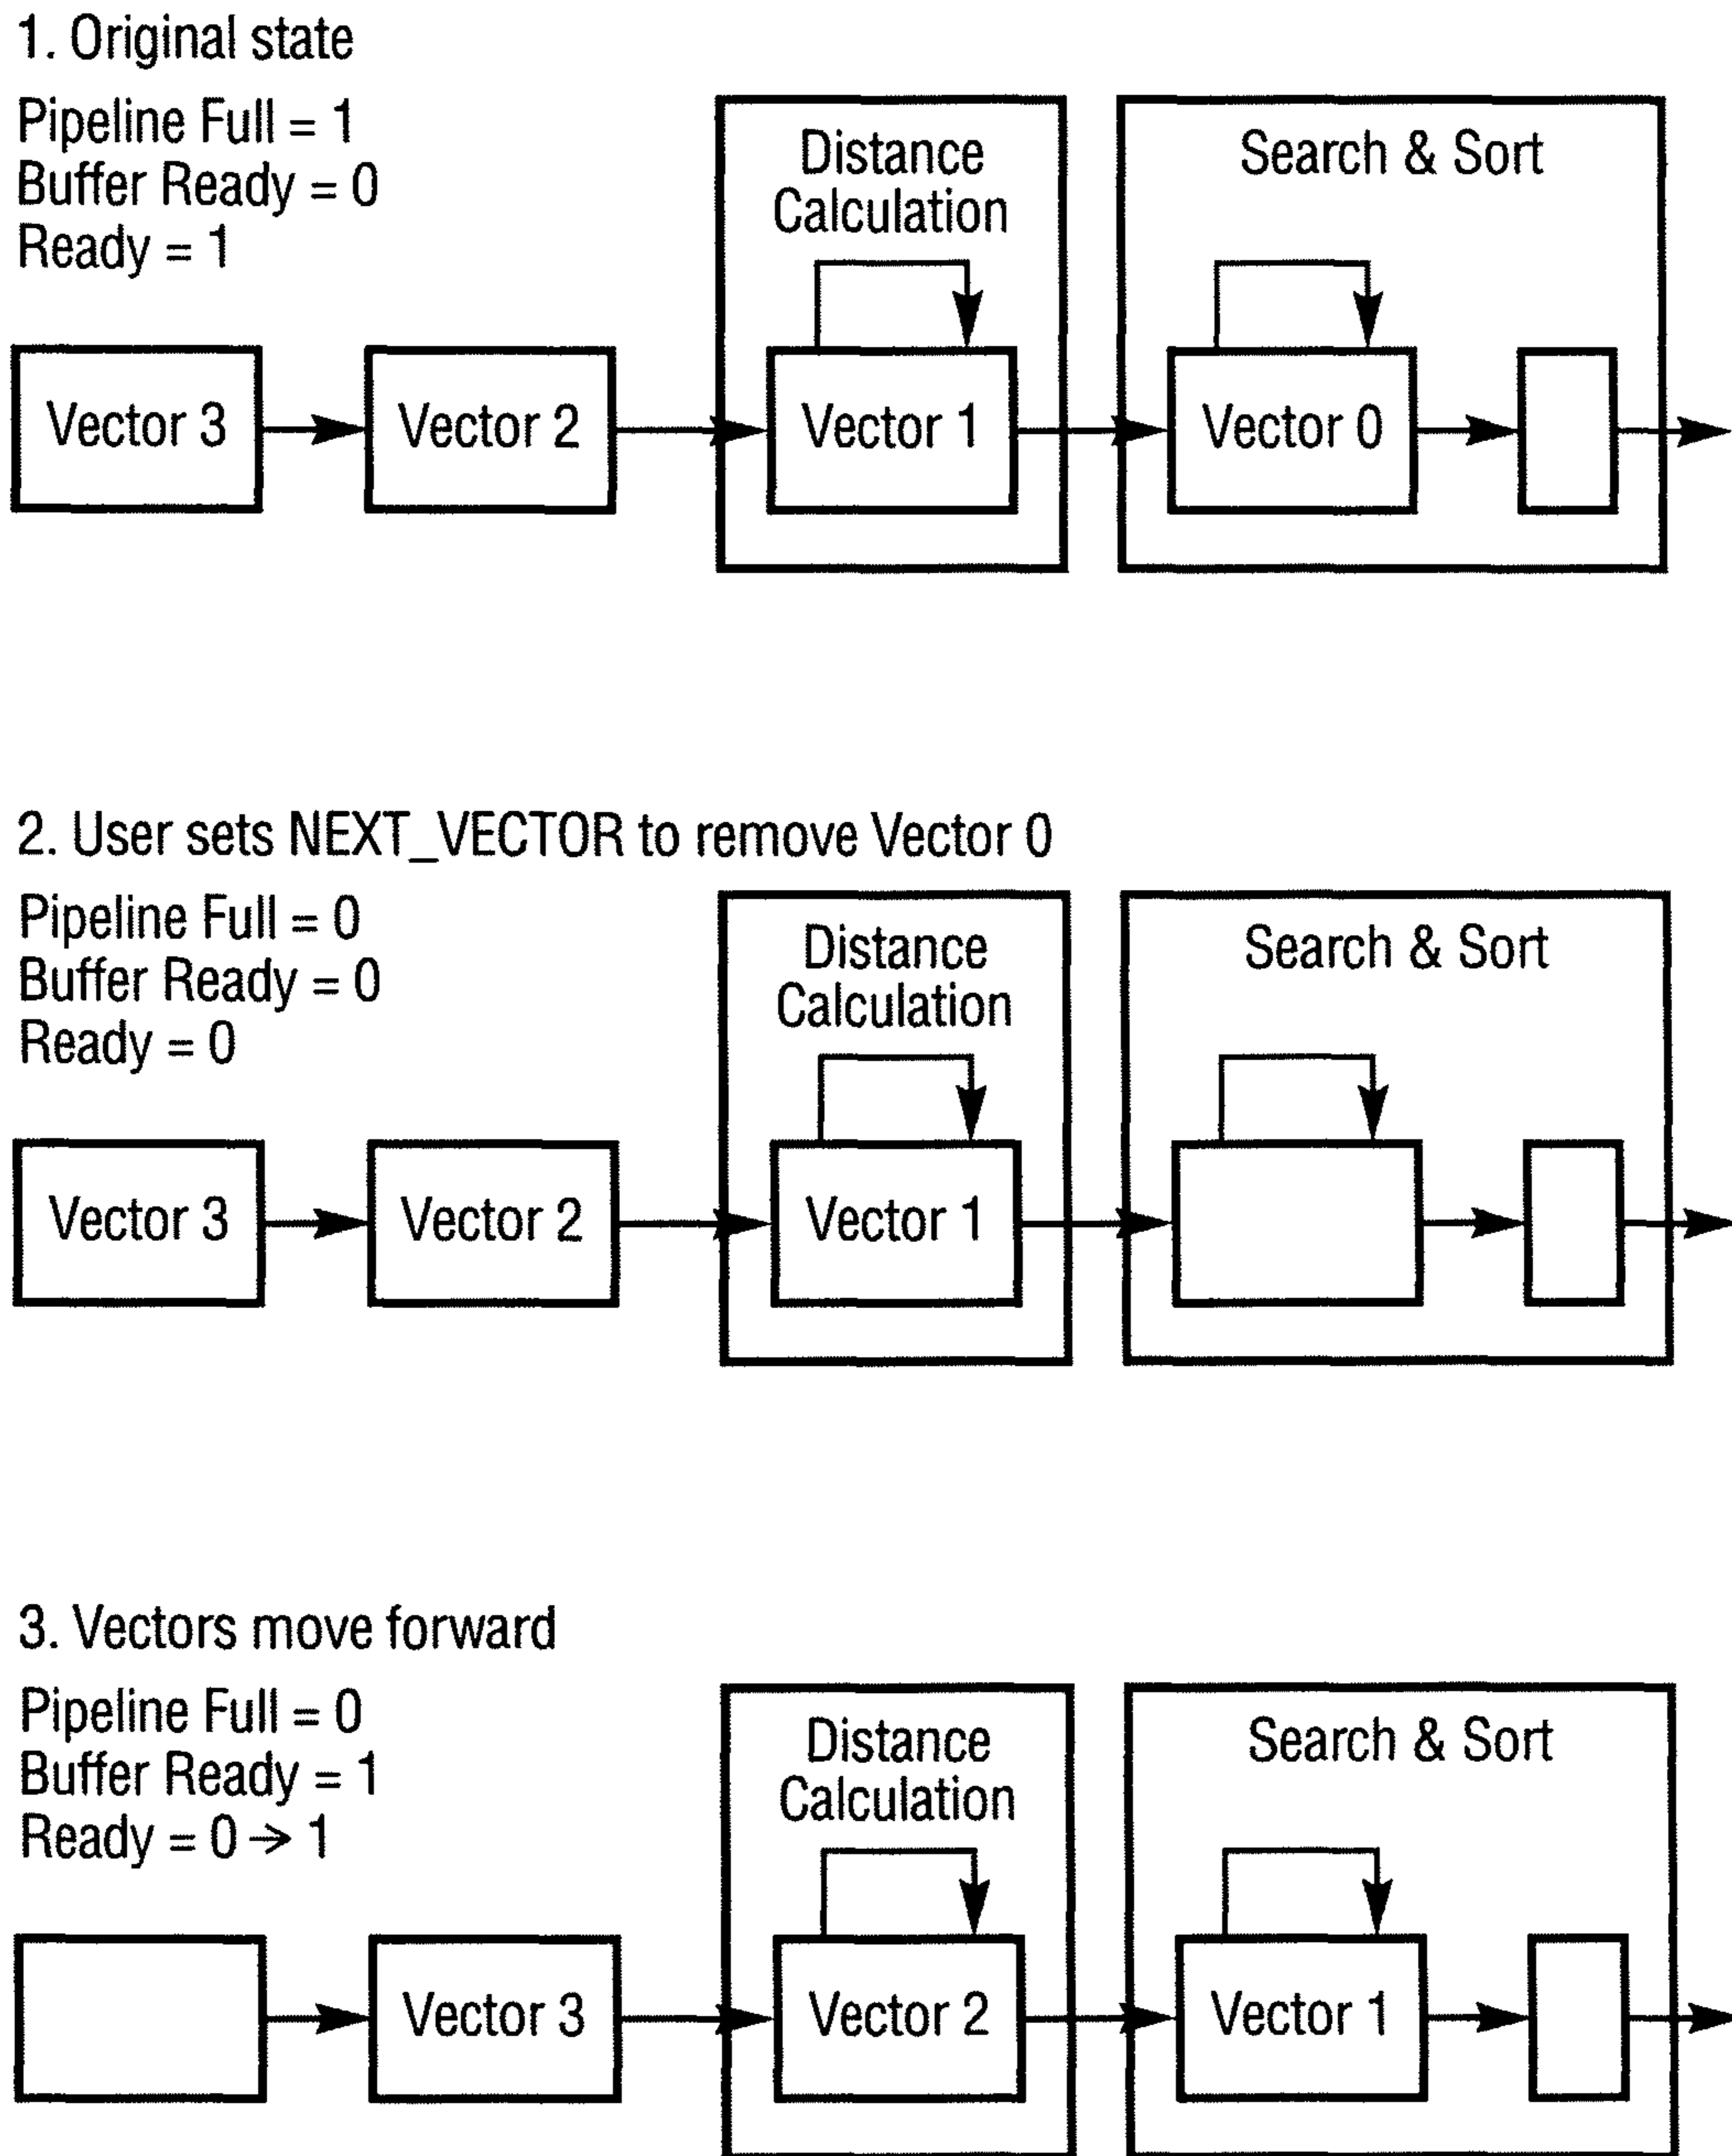 1. Original state
Pipeline Full = 1
Buffer Ready = 0
Ready = 1
Distance
Calculation
Search & Sort
Vector 3
Vector 2
Vector 1
Vector 0
2. User sets NEXT_VECTOR to remove Vector 0
Pipeline Full = 0
Buffer Ready = 0
Ready = 0
Distance
Calculation
Search & Sort
Vector 3
Vector 2
Vector 1
3. Vectors move forward
Pipeline Full = 0
Buffer Ready = 1
Ready = 0 → 1
Distance
Calculation
Search & Sort
Vector 3
Vector 2
Vector 1